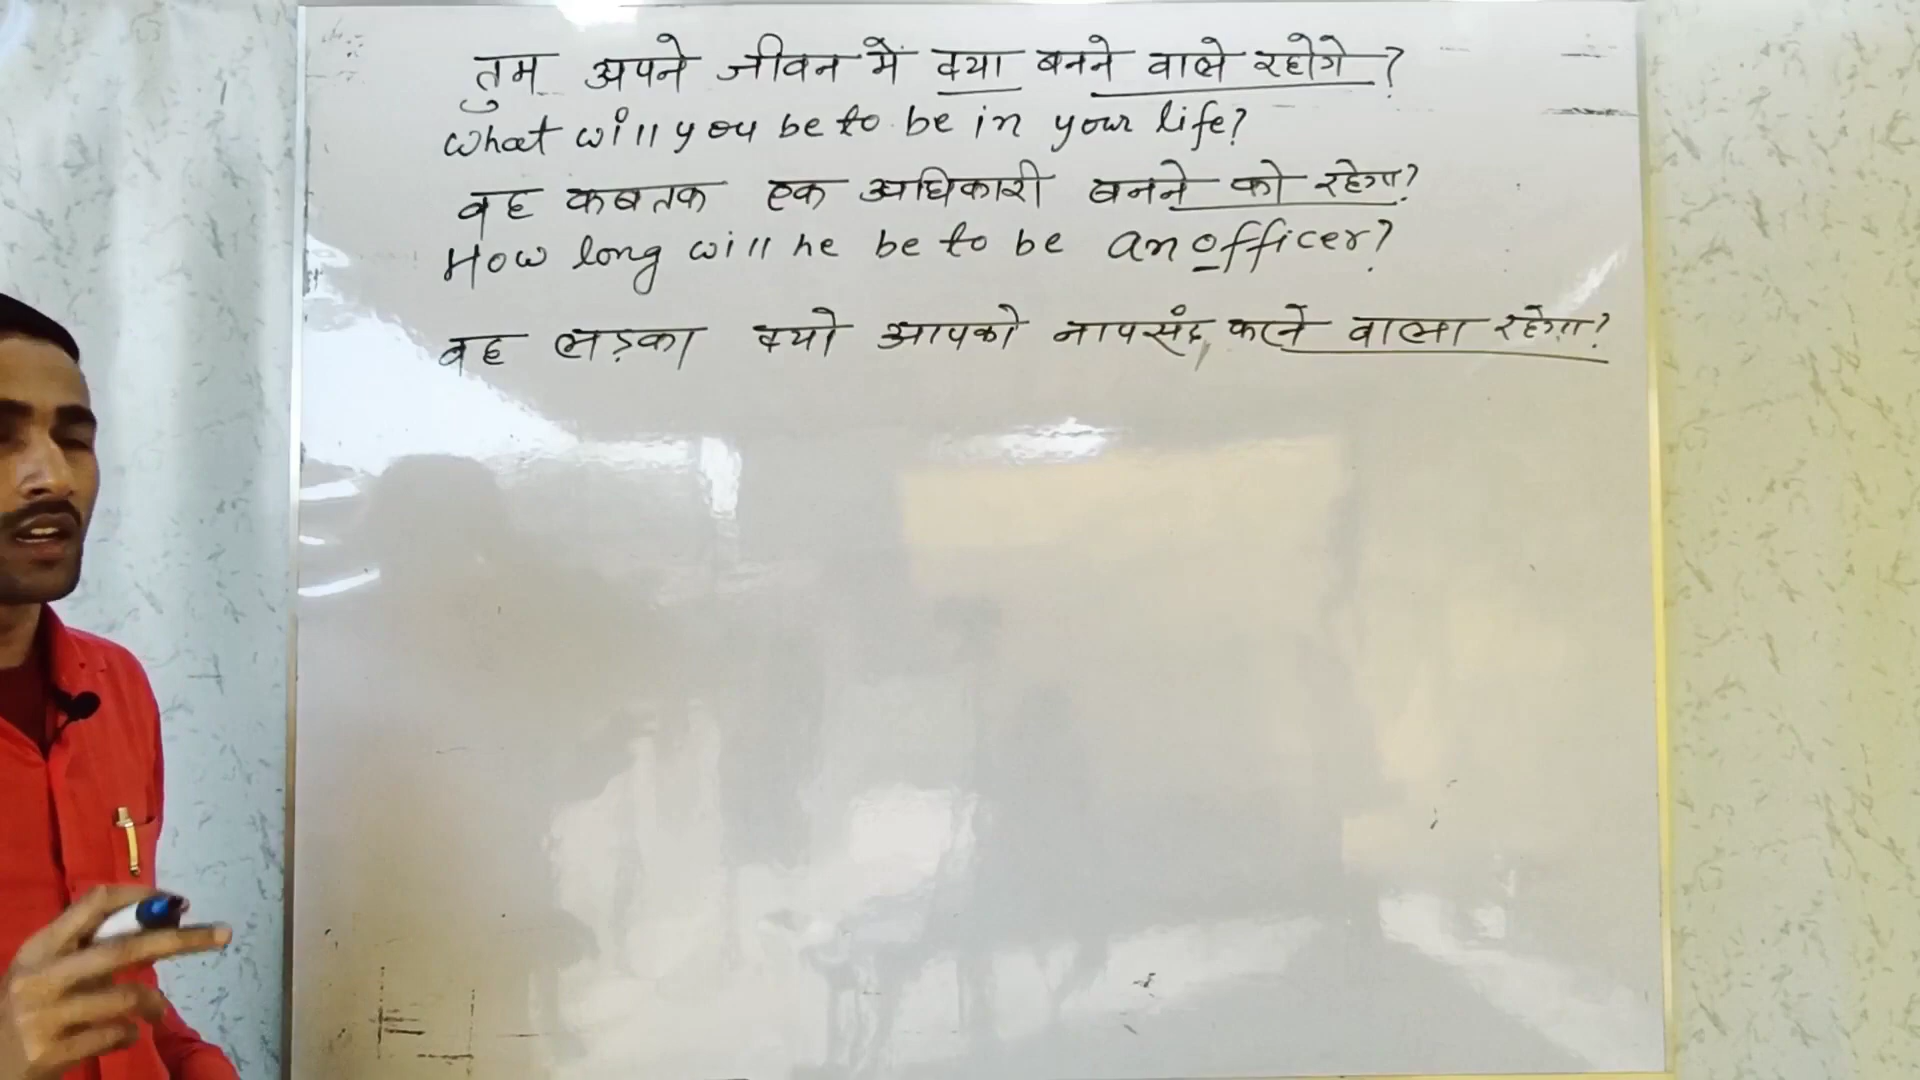 तुम अपने जीवन में क्या बनने वाले रहोगे ?
What will you be to be in your life?
वह कबतक एक अधिकारी बनने को रहेगा?
How long will he be to be an officer?
वह लड़का क्यो आपको नापसंद करने वाला रहेगा?